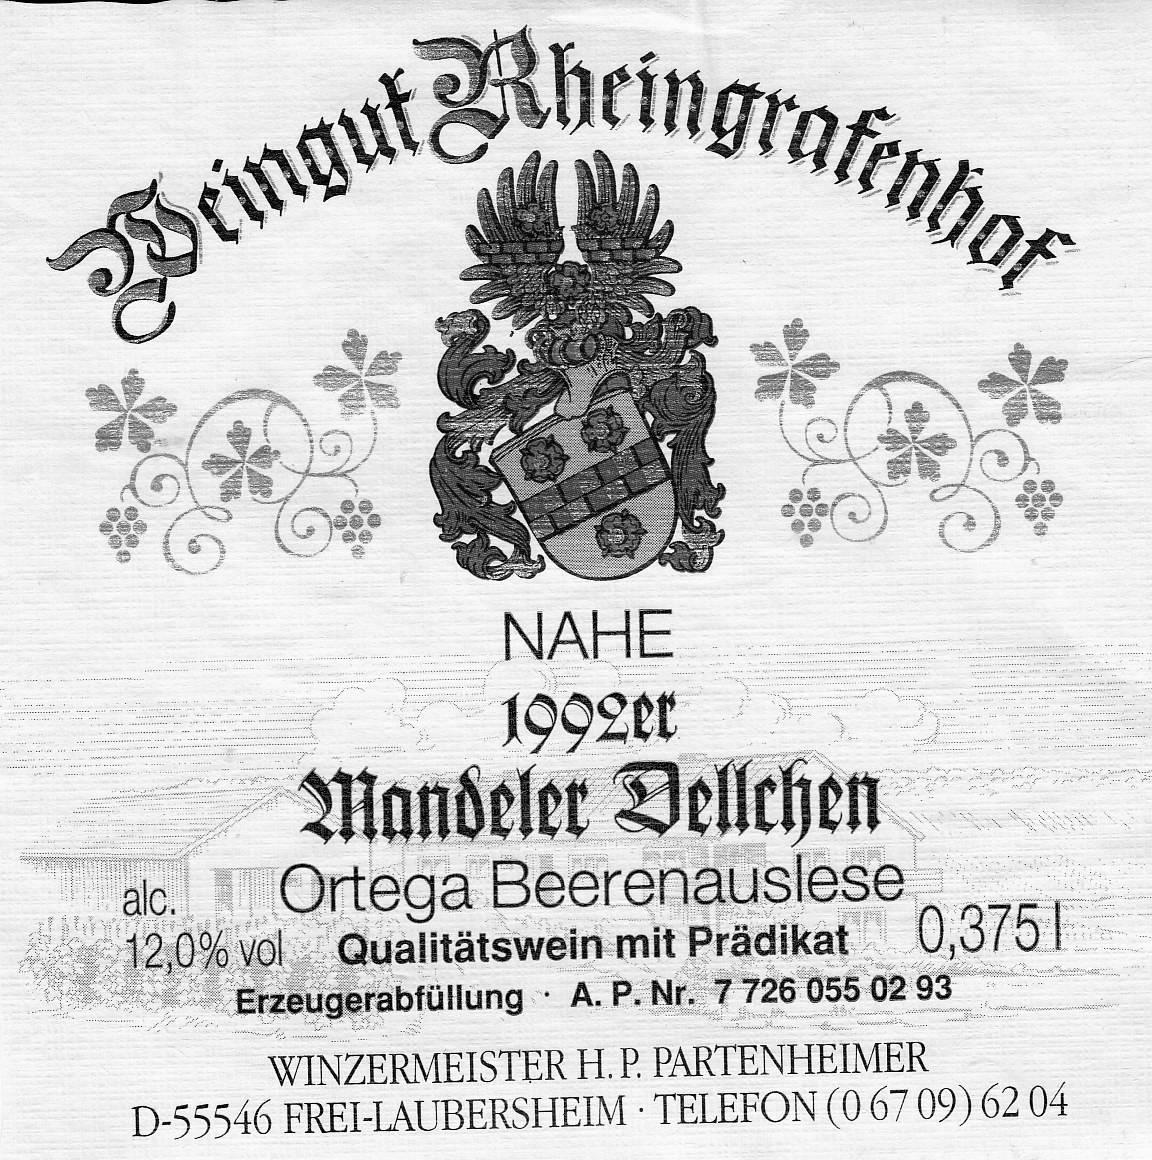 Weingut Rheingrafenhof
NAHE
1992er
Mandeler Dellchen
Ortega Beerenauslese
alc.
12,0% vol
Qualitätswein mit Prädikat
0,375 l
Erzeugerabfüllung · A. P. Nr. 7 726 055 02 93
WINZERMEISTER H. P. PARTENHEIMER
D-55546 FREI-LAUBERSHEIM · TELEFON (0 67 09) 62 04